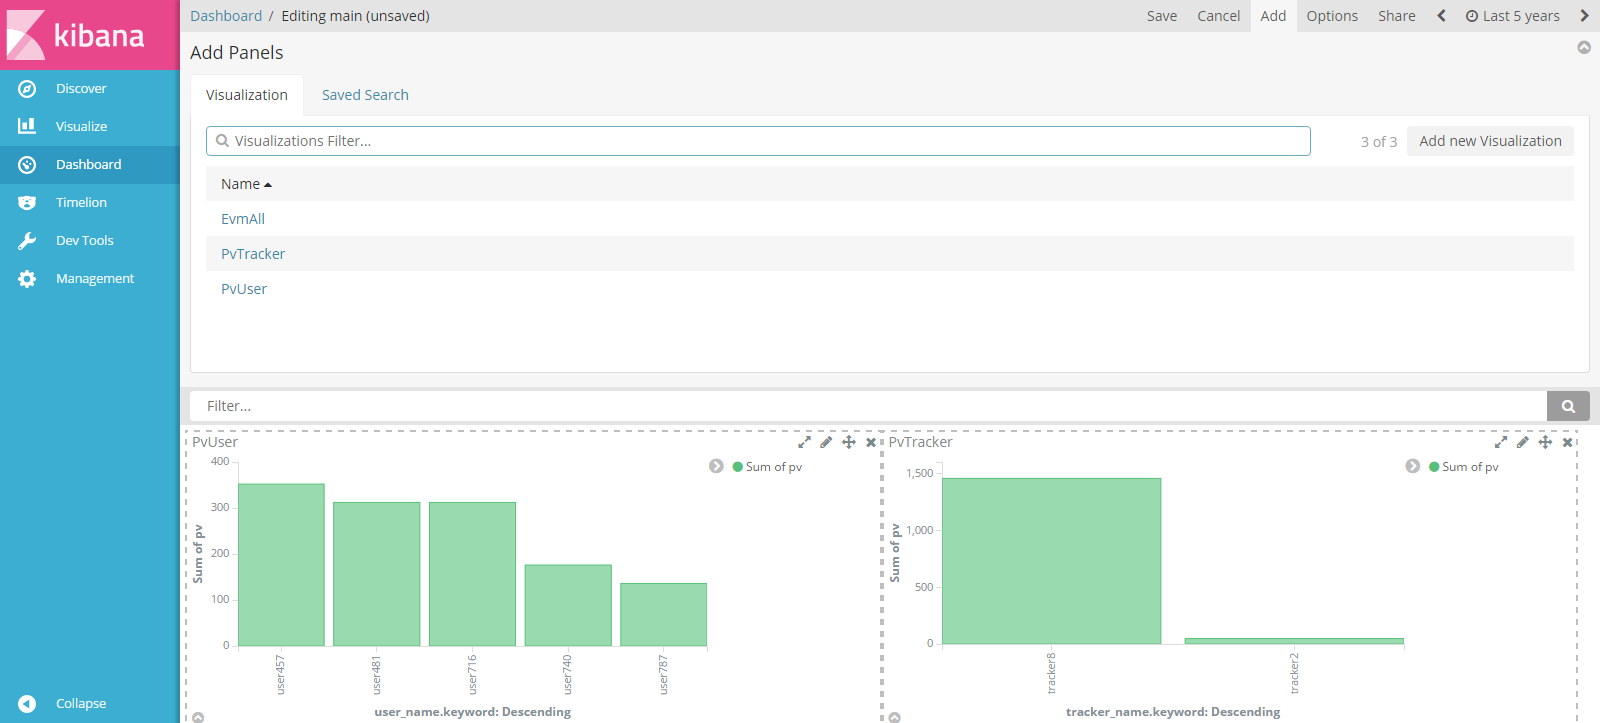 kibana
Discover
Visualize
Dashboard
Timelion
Dev Tools
Management
Collapse
Dashboard / Editing main (unsaved)
Save Cancel Add Options Share Last 5 years
Add Panels
Visualization Saved Search
Visualizations Filter...
3 of 3 Add new Visualization
Name
EvmAll
PvTracker
PvUser
Filter...
PvUser
Sum of pv
400
300
200
100
0
Sum of pv
user457 user481 user716 user740 user787
user_name.keyword: Descending
PvTracker
Sum of pv
1,500
1,000
500
0
Sum of pv
tracker8 tracker2
tracker_name.keyword: Descending